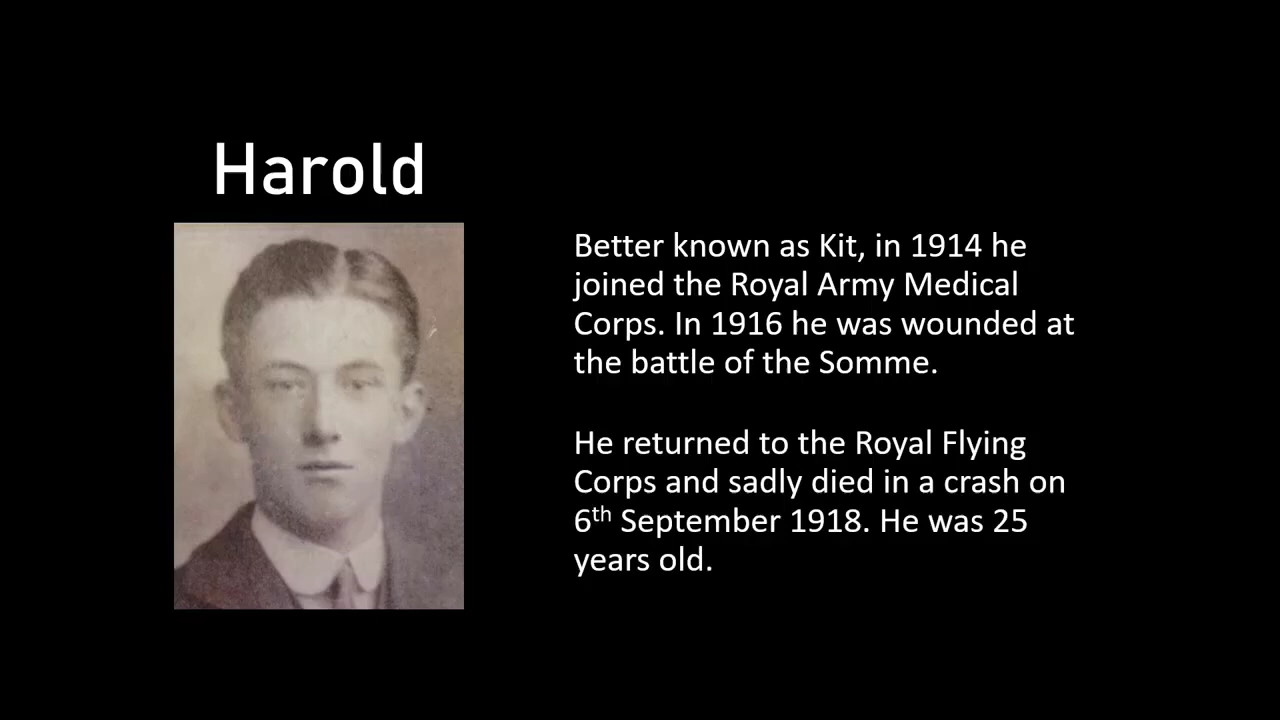 Harold
Better known as Kit, in 1914 he
joined the Royal Army Medical
Corps. In 1916 he was wounded at
the battle of the Somme.
He returned to the Royal Flying
Corps and sadly died in a crash on
6th September 1918. He was 25
years old.